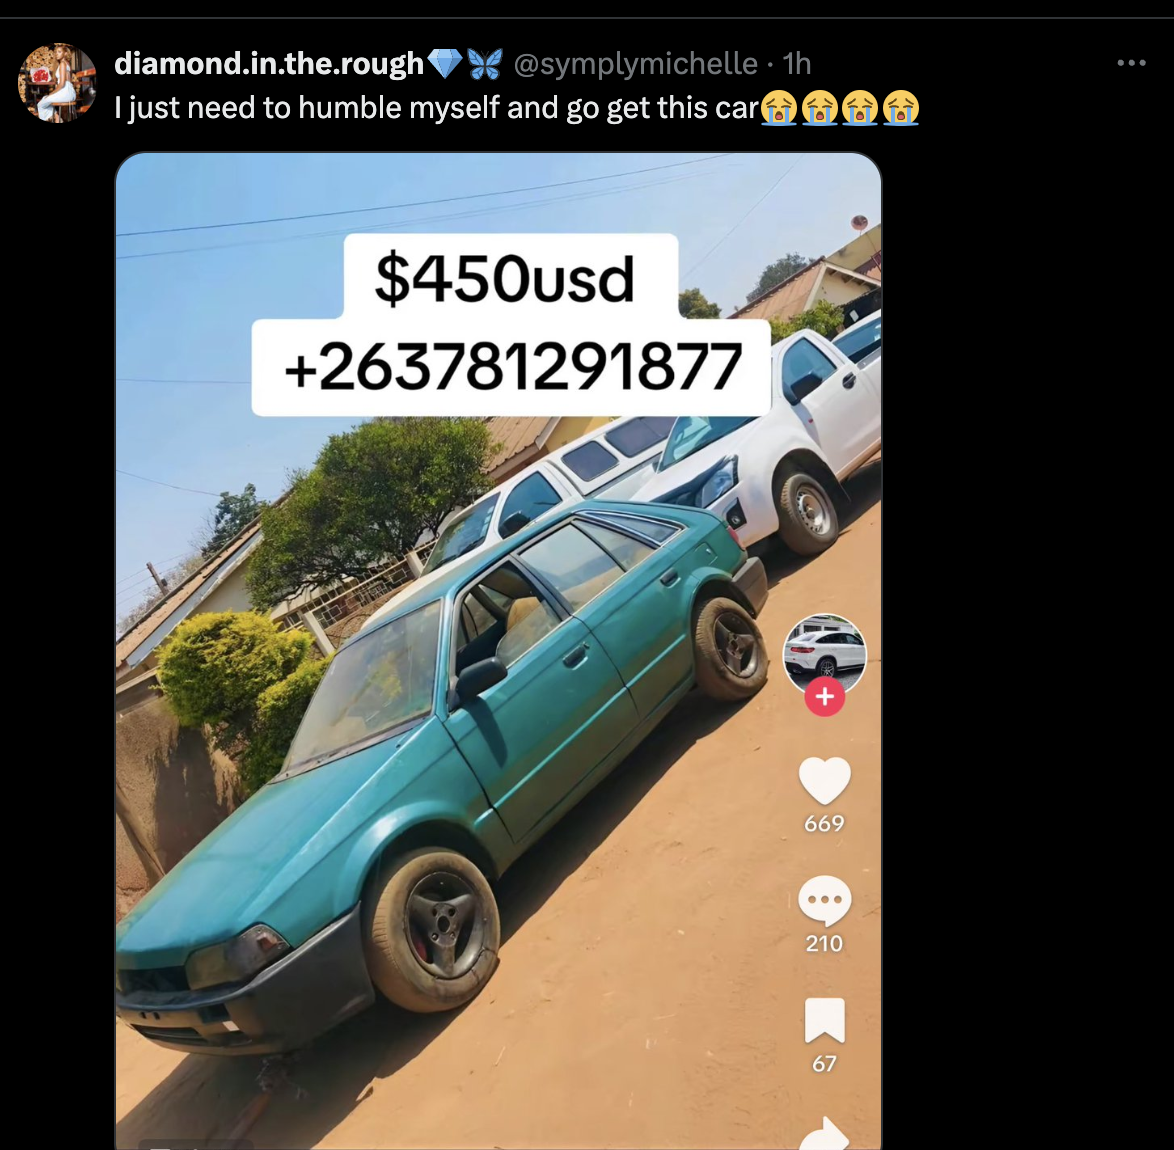 diamond.in.the.rough💎🦋 @symplymichelle · 1h
I just need to humble myself and go get this car😭😭😭😭
$450usd
+263781291877
669
210
67